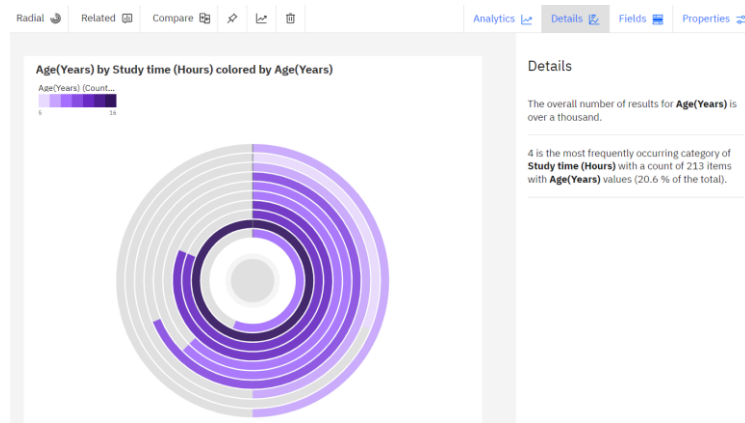 Radial Related Compare Analytics Details Fields Properties
Age(Years) by Study time (Hours) colored by Age(Years)
Age(Years) (Count...
6 16
Details
The overall number of results for Age(Years) is
over a thousand.
4 is the most frequently occurring category of
Study time (Hours) with a count of 213 items
with Age(Years) values (20.6 % of the total).